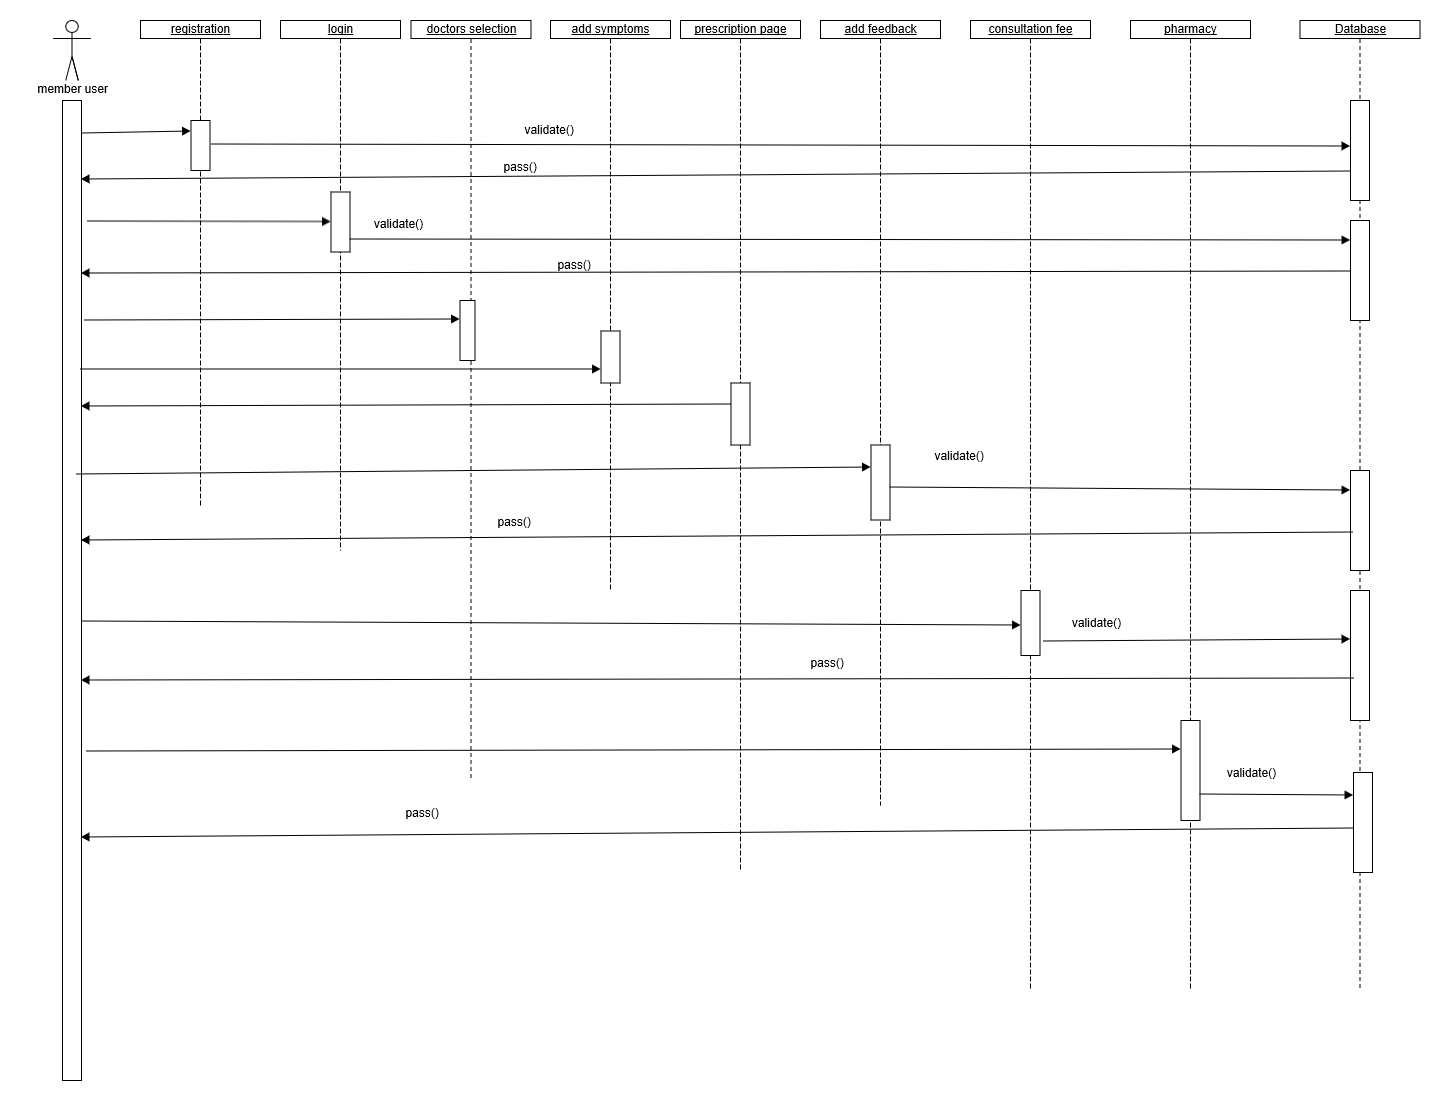 registration
login
doctors selection
add symptoms
prescription page
add feedback
consultation fee
pharmacy
Database
member user
validate()
pass()
validate()
pass()
validate()
pass()
validate()
pass()
validate()
pass()